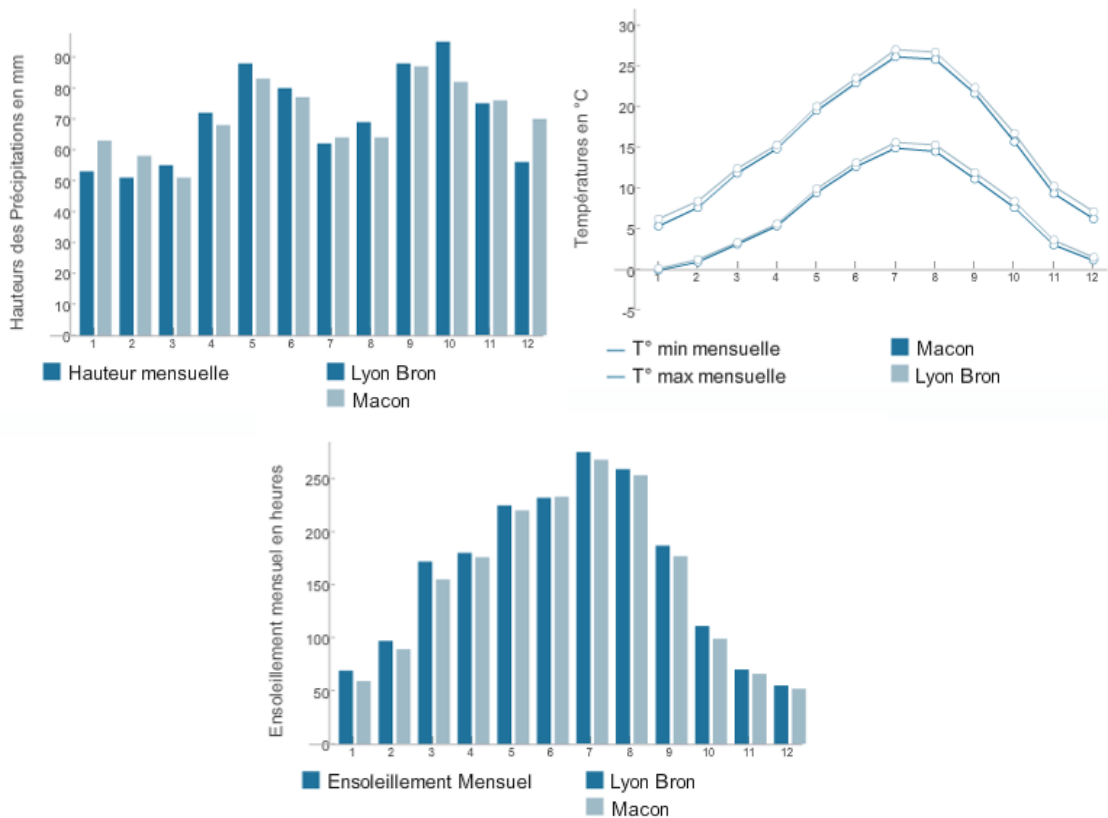 Hauteurs des Précipitations en mm
90
80
70
60
50
40
30
20
10
0
1 2 3 4 5 6 7 8 9 10 11 12
Hauteur mensuelle
Lyon Bron
Macon
Températures en °C
30
25
20
15
10
5
0
-5
1 2 3 4 5 6 7 8 9 10 11 12
T° min mensuelle
T° max mensuelle
Macon
Lyon Bron
Ensoleillement mensuel en heures
250
200
150
100
50
0
1 2 3 4 5 6 7 8 9 10 11 12
Ensoleillement Mensuel
Lyon Bron
Macon